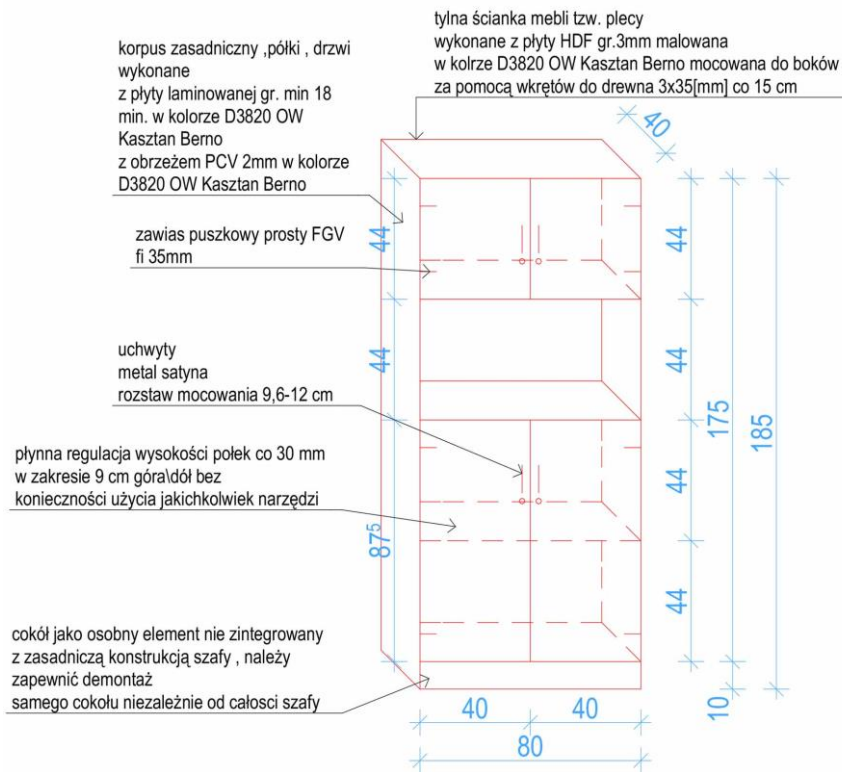 tylna ścianka mebli tzw. plecy
wykonane z płyty HDF gr.3mm malowana
w kolrze D3820 OW Kasztan Berno mocowana do boków
za pomocą wkrętów do drewna 3x35[mm] co 15 cm
korpus zasadniczy ,półki , drzwi
wykonane
z płyty laminowanej gr. min 18
min. w kolorze D3820 OW
Kasztan Berno
z obrzeżem PCV 2mm w kolorze
D3820 OW Kasztan Berno
zawias puszkowy prosty FGV
fi 35mm
uchwyty
metal satyna
rozstaw mocowania 9,6-12 cm
płynna regulacja wysokości połek co 30 mm
w zakresie 9 cm góra\dół bez
konieczności użycia jakichkolwiek narzędzi
cokół jako osobny element nie zintegrowany
z zasadniczą konstrukcją szafy , należy
zapewnić demontaż
samego cokołu niezależnie od całosci szafy
40
44
44
87⁵
44
44
44
44
175
185
10
40
40
80